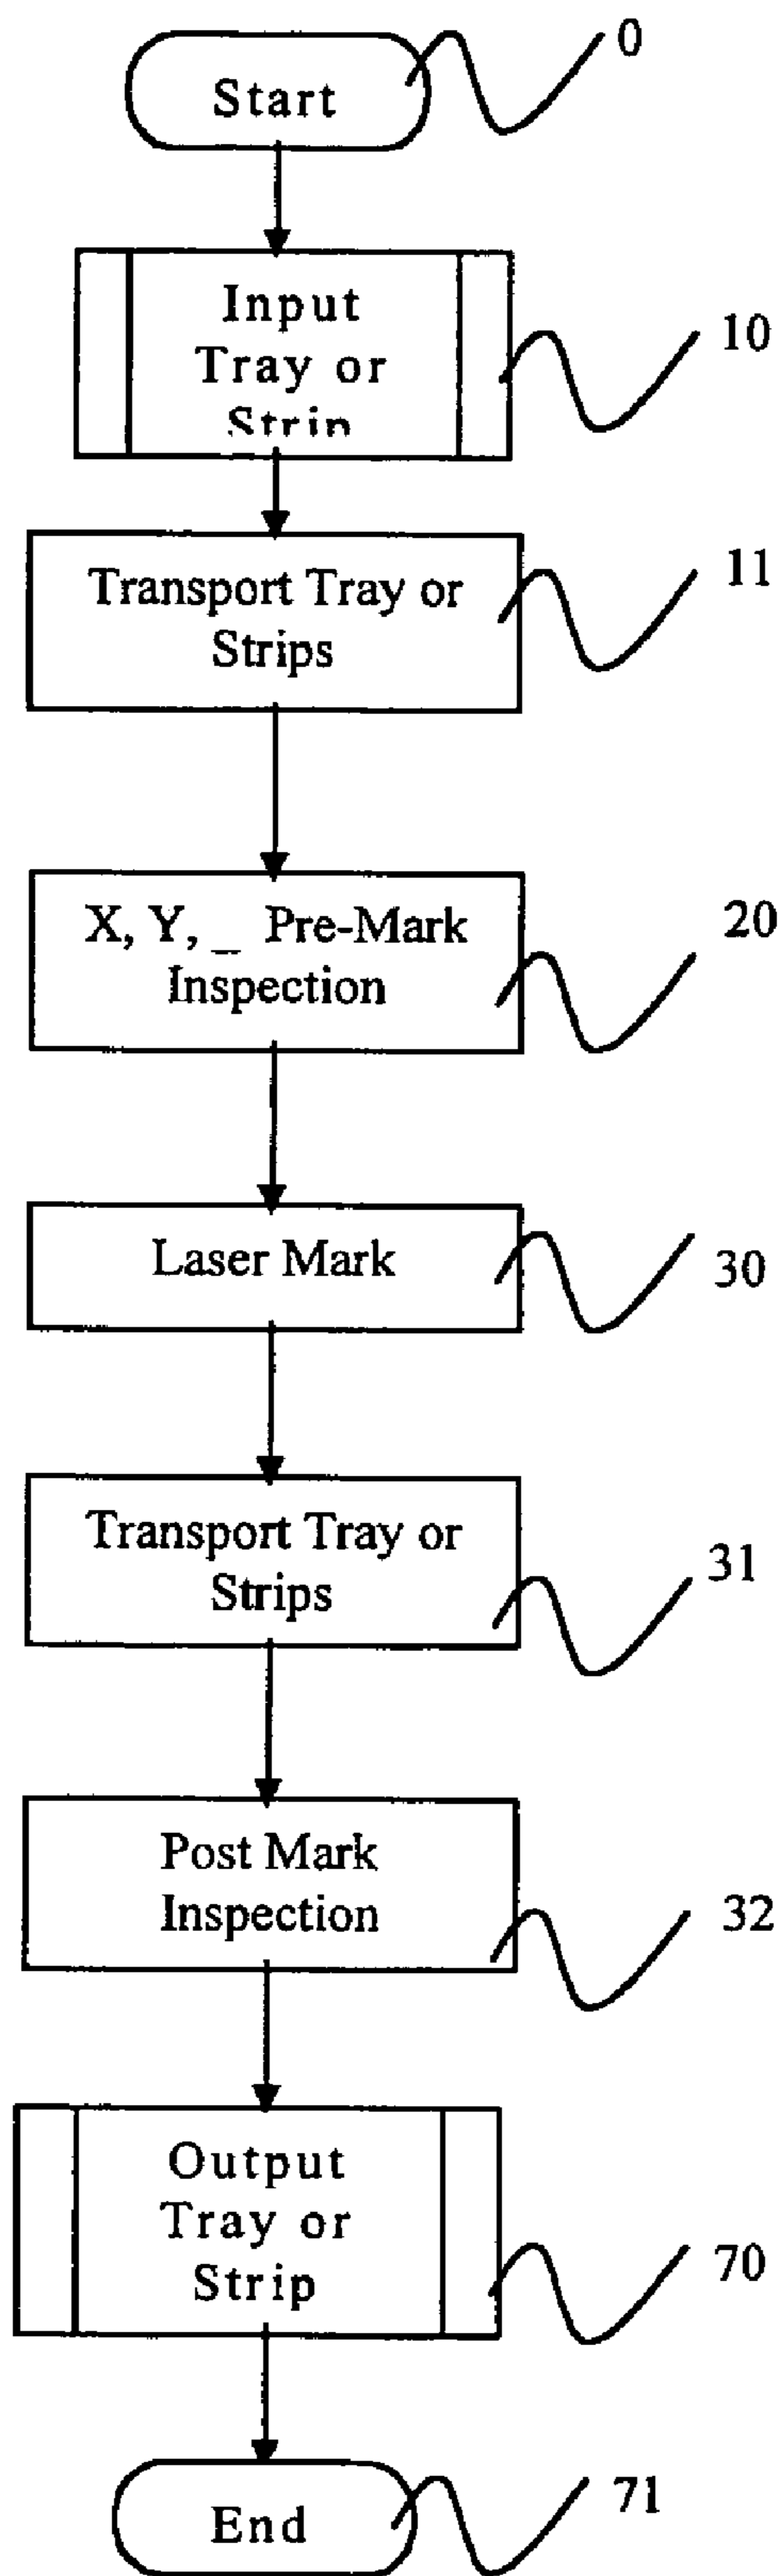 Start
0
Input
Tray or
Strip
10
Transport Tray or
Strips
11
X, Y, _ Pre-Mark
Inspection
20
Laser Mark
30
Transport Tray or
Strips
31
Post Mark
Inspection
32
Output
Tray or
Strip
70
End
71